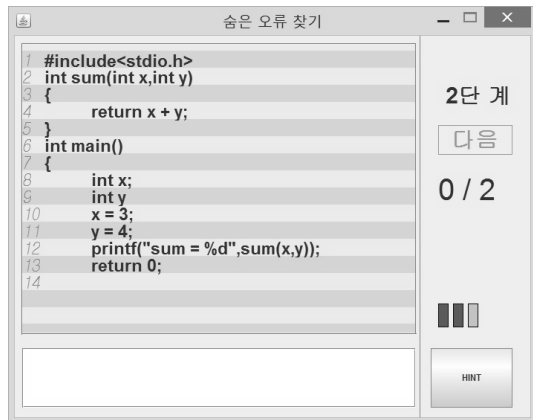 숨은 오류 찾기
1 #include<stdio.h>
2 int sum(int x,int y)
3 {
4 return x + y;
5 }
6 int main()
7 {
8 int x;
9 int y
10 x = 3;
11 y = 4;
12 printf("sum = %d",sum(x,y));
13 return 0;
14
2단 계
다음
0 / 2
HINT